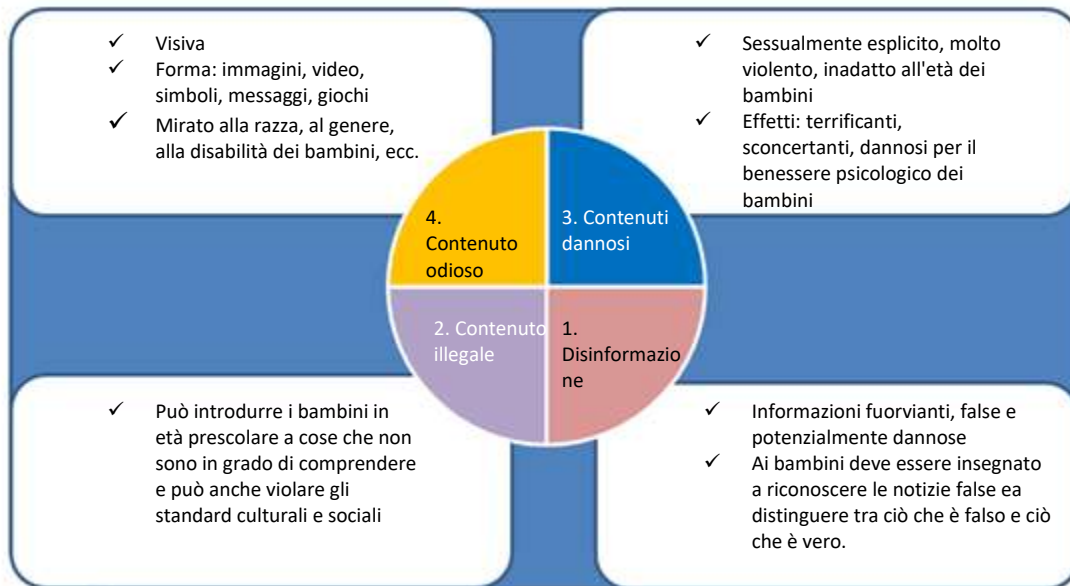 ✓ Visiva
✓ Forma: immagini, video,
simboli, messaggi, giochi
✓ Mirato alla razza, al genere,
alla disabilità dei bambini, ecc.
✓ Sessualmente esplicito, molto
violento, inadatto all'età dei
bambini
✓ Effetti: terrificanti,
sconcertanti, dannosi per il
benessere psicologico dei
bambini
4.
Contenuto
odioso
3. Contenuti
dannosi
2. Contenuto
illegale
1.
Disinformazio
ne
✓ Può introdurre i bambini in
età prescolare a cose che non
sono in grado di comprendere
e può anche violare gli
standard culturali e sociali
✓ Informazioni fuorvianti, false e
potenzialmente dannose
✓ Ai bambini deve essere insegnato
a riconoscere le notizie false ea
distinguere tra ciò che è falso e ciò
che è vero.